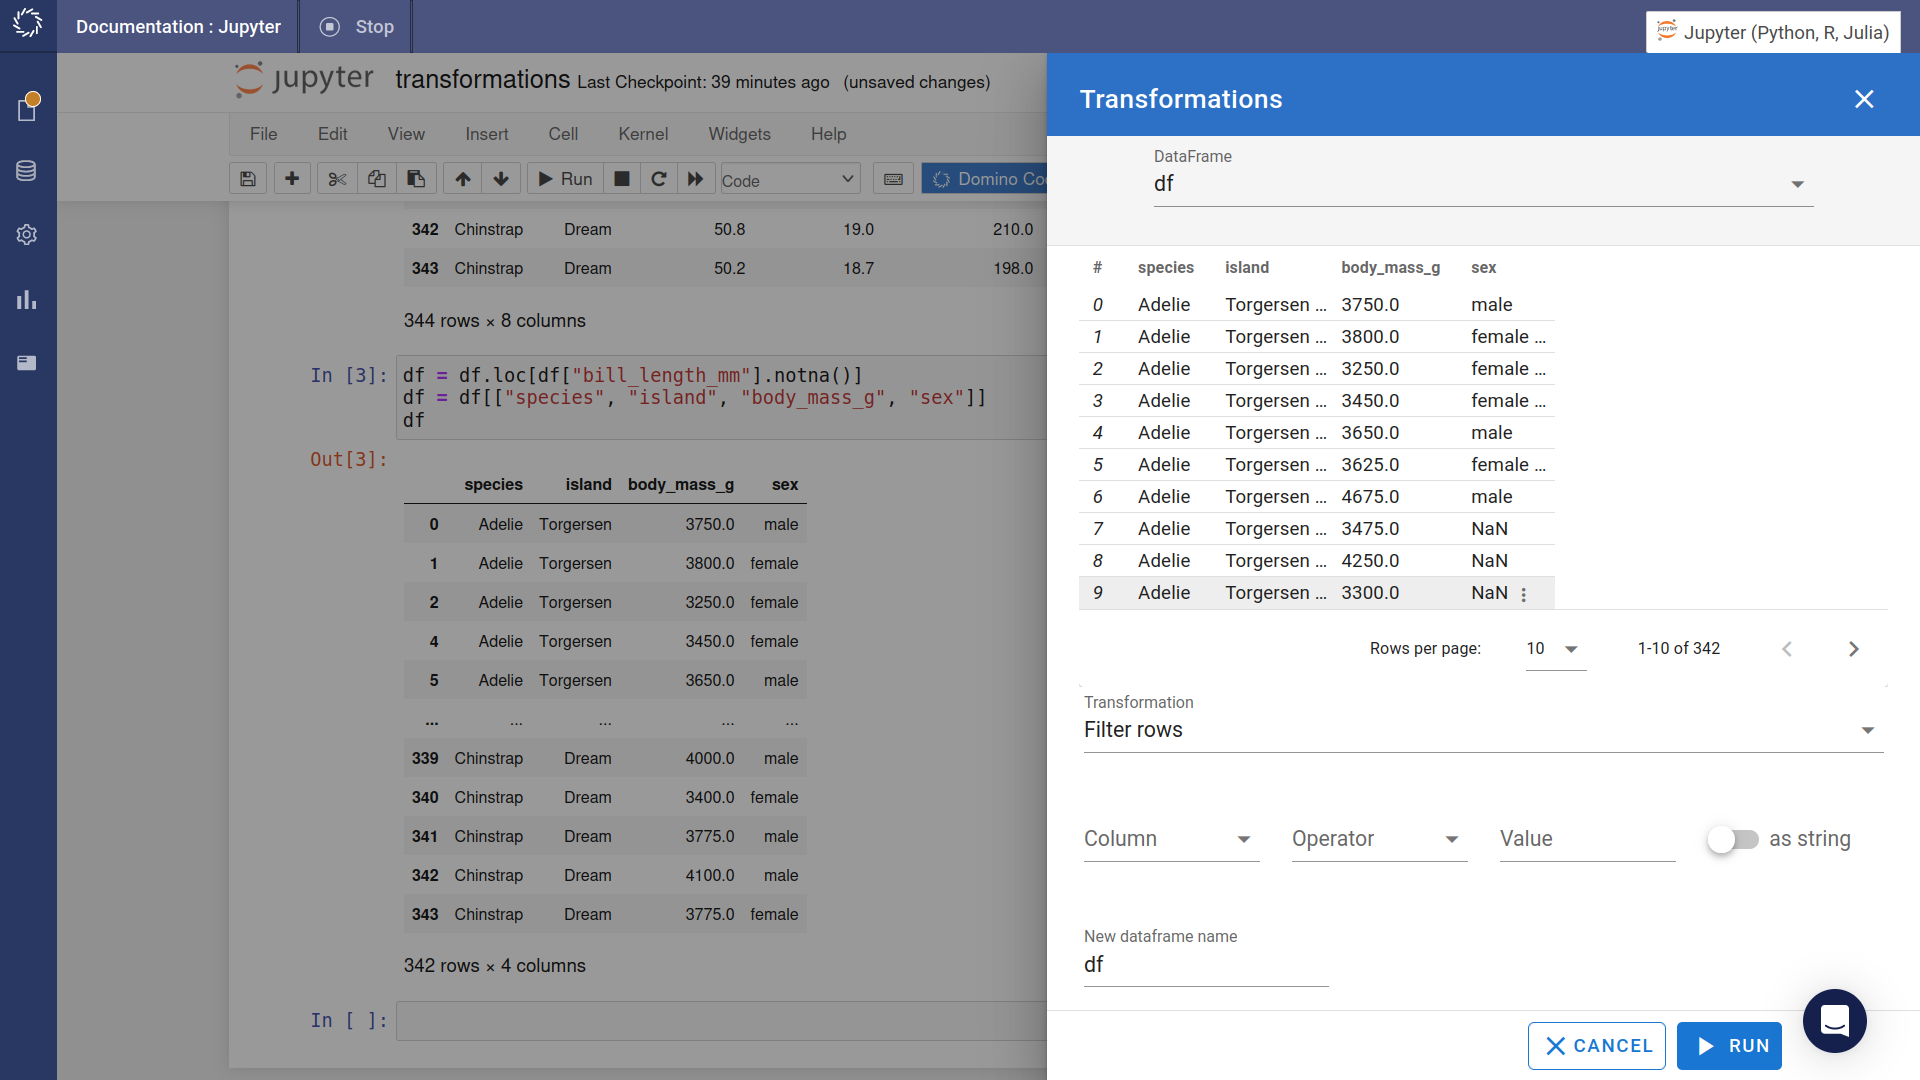 Documentation : Jupyter
Stop
Jupyter (Python, R, Julia)
jupyter transformations Last Checkpoint: 39 minutes ago (unsaved changes)
File Edit View Insert Cell Kernel Widgets Help
Run Code Domino Co
342 Chinstrap Dream 50.8 19.0 210.0
343 Chinstrap Dream 50.2 18.7 198.0
344 rows × 8 columns
In [3]: df = df.loc[df["bill_length_mm"].notna()]
df = df[["species", "island", "body_mass_g", "sex"]]
df
Out[3]:
species island body_mass_g sex
0 Adelie Torgersen 3750.0 male
1 Adelie Torgersen 3800.0 female
2 Adelie Torgersen 3250.0 female
4 Adelie Torgersen 3450.0 female
5 Adelie Torgersen 3650.0 male
... ... ... ... ...
339 Chinstrap Dream 4000.0 male
340 Chinstrap Dream 3400.0 female
341 Chinstrap Dream 3775.0 male
342 Chinstrap Dream 4100.0 male
343 Chinstrap Dream 3775.0 female
342 rows × 4 columns
In [ ]:
Transformations
DataFrame
df
# species island body_mass_g sex
0 Adelie Torgersen ... 3750.0 male
1 Adelie Torgersen ... 3800.0 female ...
2 Adelie Torgersen ... 3250.0 female ...
3 Adelie Torgersen ... 3450.0 female ...
4 Adelie Torgersen ... 3650.0 male
5 Adelie Torgersen ... 3625.0 female ...
6 Adelie Torgersen ... 4675.0 male
7 Adelie Torgersen ... 3475.0 NaN
8 Adelie Torgersen ... 4250.0 NaN
9 Adelie Torgersen ... 3300.0 NaN
Rows per page: 10 1-10 of 342
Transformation
Filter rows
Column Operator Value as string
New dataframe name
df
CANCEL RUN